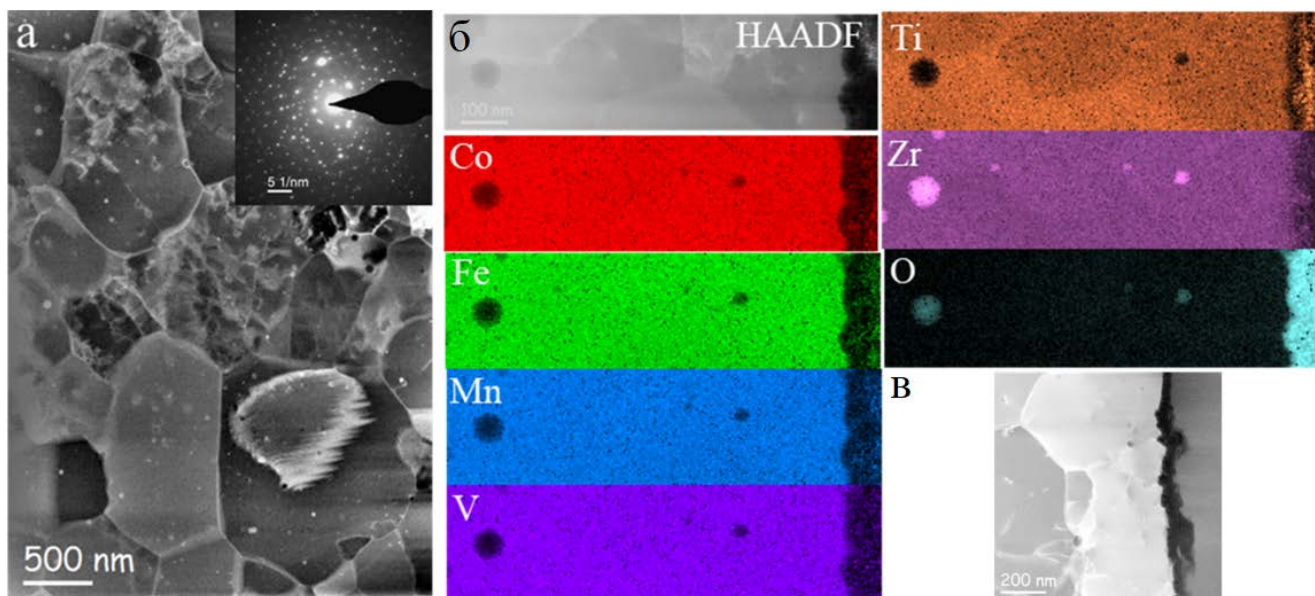 а
5 1/nm
500 nm
б
HAADF
100 nm
Co
Fe
Mn
V
Ti
Zr
O
в
200 nm